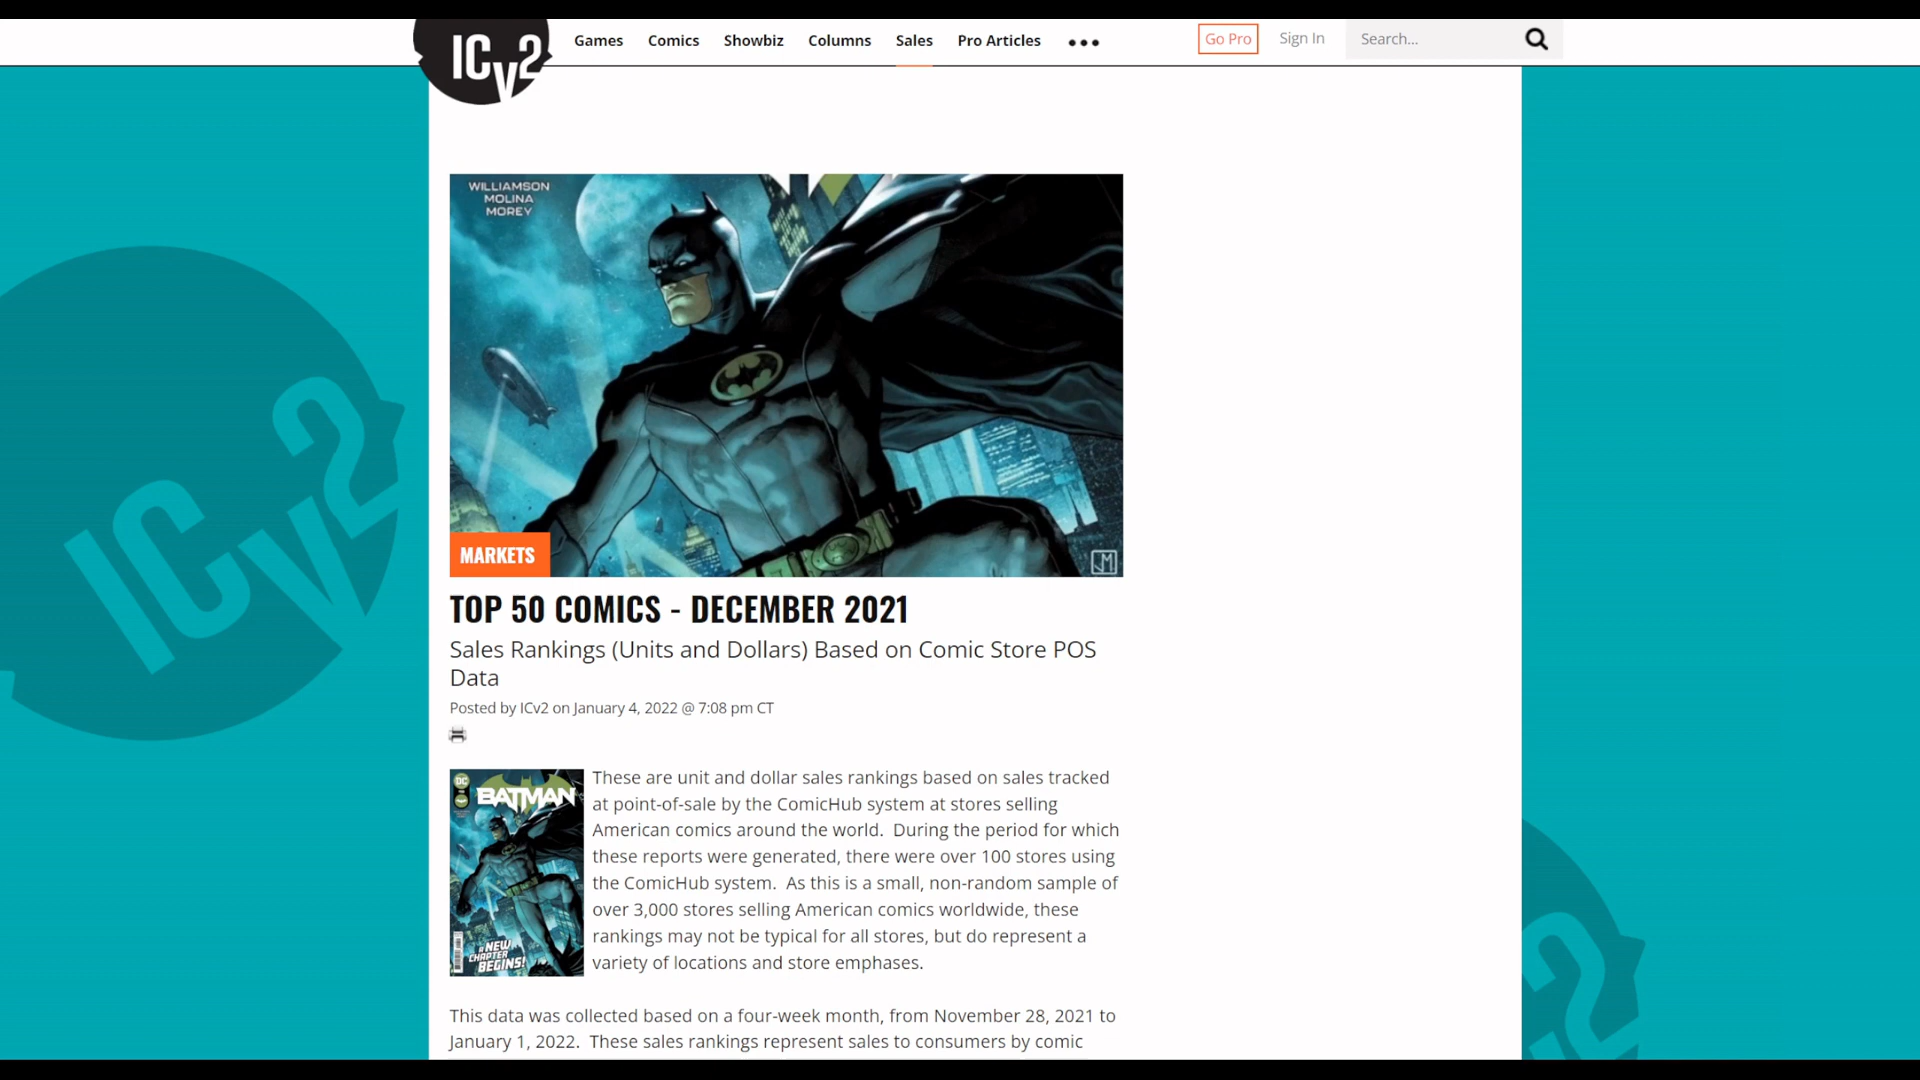 ICv2
Games Comics Showbiz Columns Sales Pro Articles
Go Pro
Sign In
Search...
WILLIAMSON
MOLINA
MOREY
JM
MARKETS
TOP 50 COMICS - DECEMBER 2021
Sales Rankings (Units and Dollars) Based on Comic Store POS
Data
Posted by ICv2 on January 4, 2022 @ 7:08 pm CT
DC
BATMAN
A NEW
CHAPTER
BEGINS!
These are unit and dollar sales rankings based on sales tracked
at point-of-sale by the ComicHub system at stores selling
American comics around the world.  During the period for which
these reports were generated, there were over 100 stores using
the ComicHub system.  As this is a small, non-random sample of
over 3,000 stores selling American comics worldwide, these
rankings may not be typical for all stores, but do represent a
variety of locations and store emphases.
This data was collected based on a four-week month, from November 28, 2021 to
January 1, 2022.  These sales rankings represent sales to consumers by comic
ICv2
ICv2